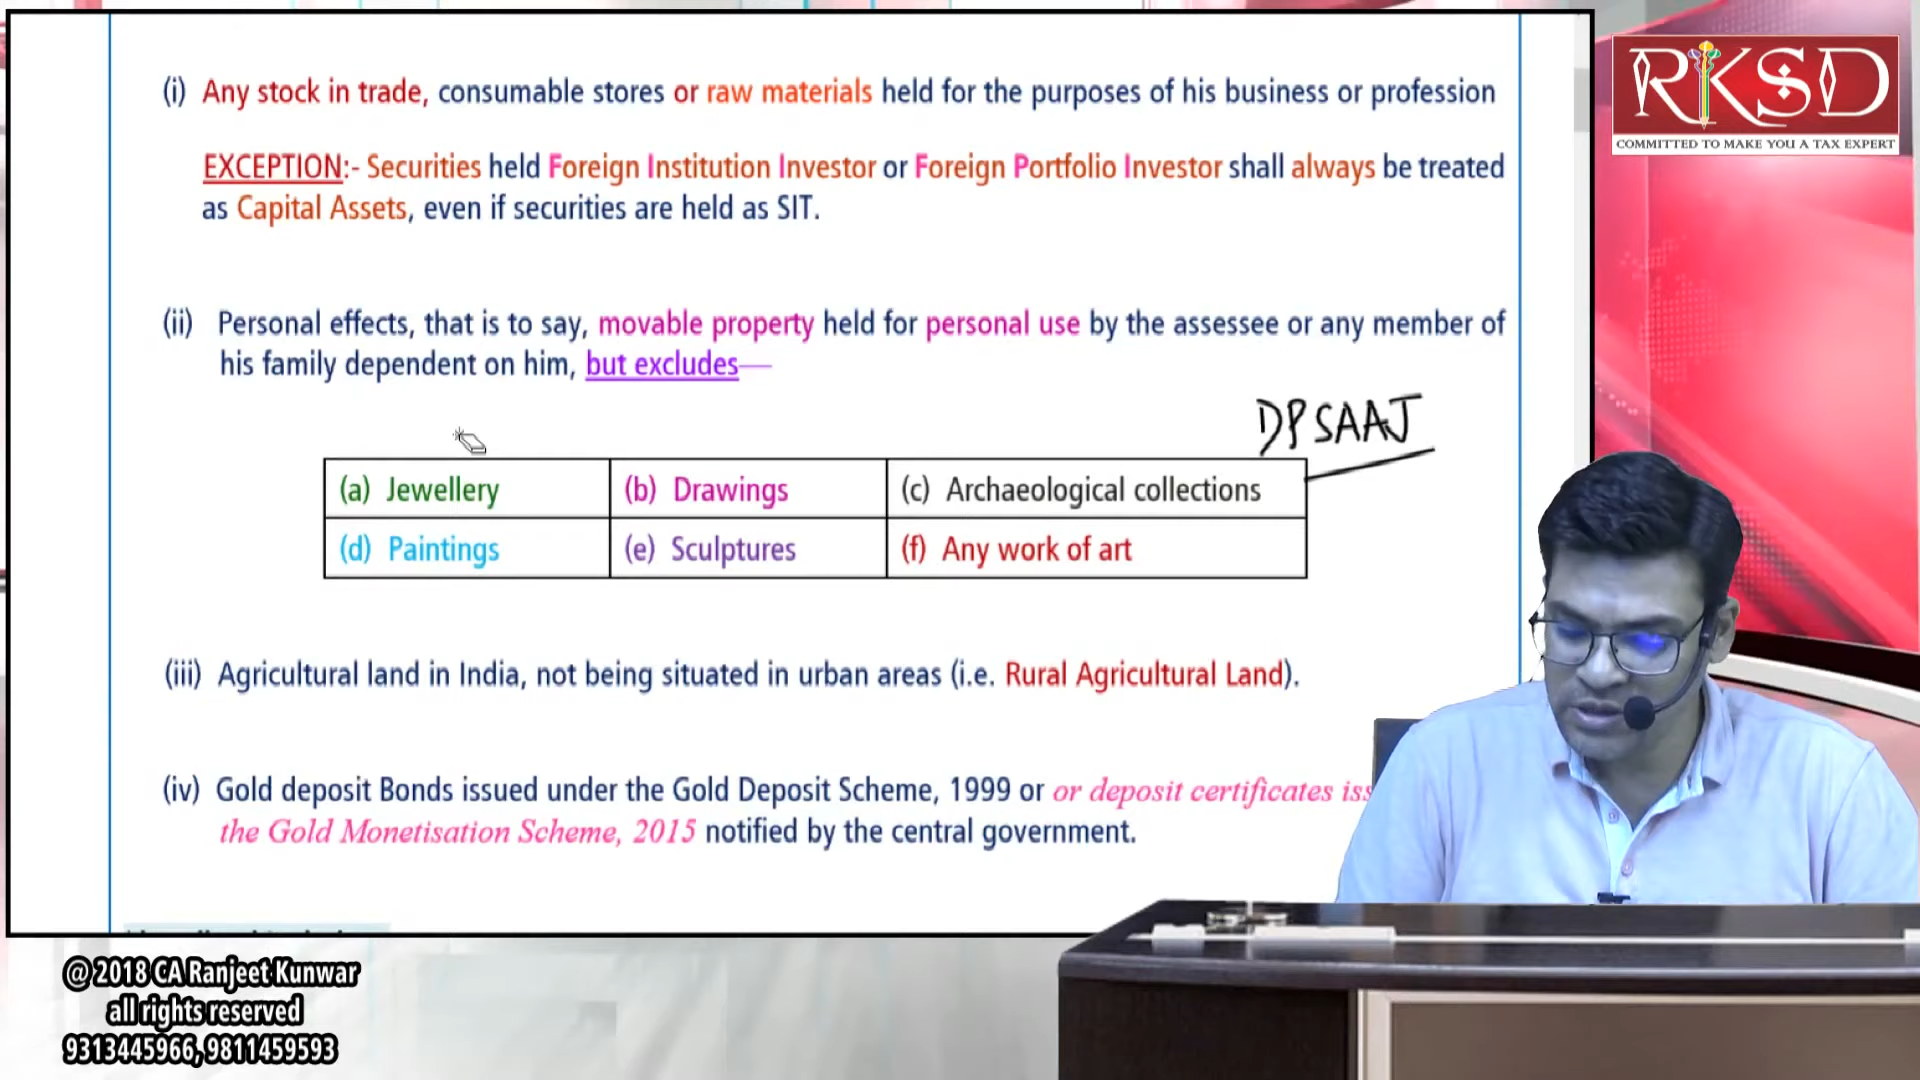 (i) Any stock in trade, consumable stores or raw materials held for the purposes of his business or profession
EXCEPTION:- Securities held Foreign Institution Investor or Foreign Portfolio Investor shall always be treated
as Capital Assets, even if securities are held as SIT.
(ii) Personal effects, that is to say, movable property held for personal use by the assessee or any member of
his family dependent on him, but excludes—
DPSAAJ
(a) Jewellery (b) Drawings (c) Archaeological collections
(d) Paintings (e) Sculptures (f) Any work of art
(iii) Agricultural land in India, not being situated in urban areas (i.e. Rural Agricultural Land).
(iv) Gold deposit Bonds issued under the Gold Deposit Scheme, 1999 or or deposit certificates
the Gold Monetisation Scheme, 2015 notified by the central government.
RKSD
COMMITTED TO MAKE YOU A TAX EXPERT
@ 2018 CA Ranjeet Kunwar
all rights reserved
9313445966, 9811459593